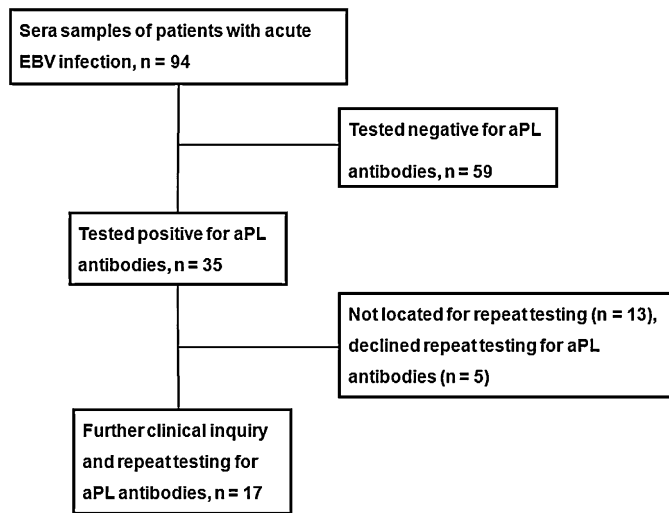 Sera samples of patients with acute
EBV infection, n = 94
Tested negative for aPL
antibodies, n = 59
Tested positive for aPL
antibodies, n = 35
Not located for repeat testing (n = 13),
declined repeat testing for aPL
antibodies (n = 5)
Further clinical inquiry
and repeat testing for
aPL antibodies, n = 17